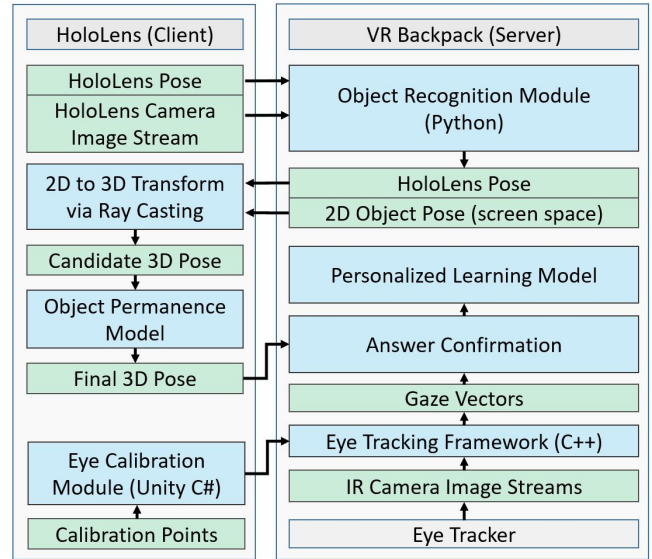 HoloLens (Client)
HoloLens Pose
HoloLens Camera
Image Stream
2D to 3D Transform
via Ray Casting
Candidate 3D Pose
Object Permanence
Model
Final 3D Pose
Eye Calibration
Module (Unity C#)
Calibration Points
VR Backpack (Server)
Object Recognition Module
(Python)
HoloLens Pose
2D Object Pose (screen space)
Personalized Learning Model
Answer Confirmation
Gaze Vectors
Eye Tracking Framework (C++)
IR Camera Image Streams
Eye Tracker